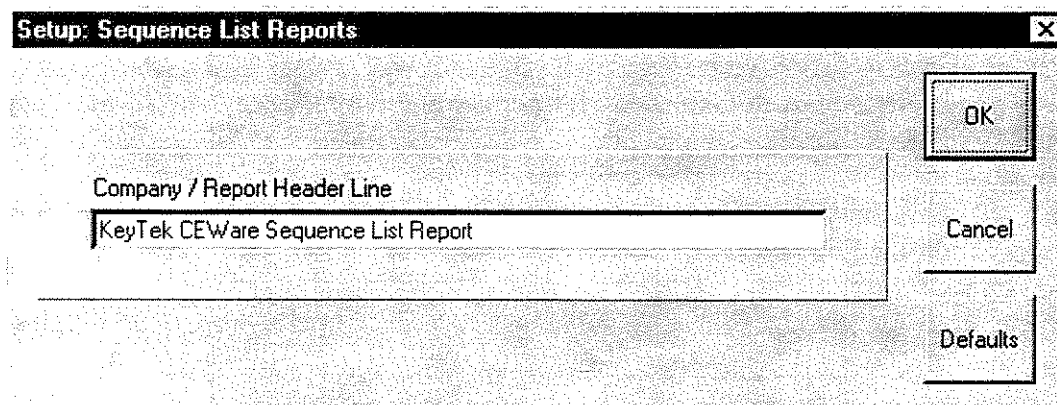 Setup: Sequence List Reports
OK
Company / Report Header Line
KeyTek CEWare Sequence List Report
Cancel
Defaults